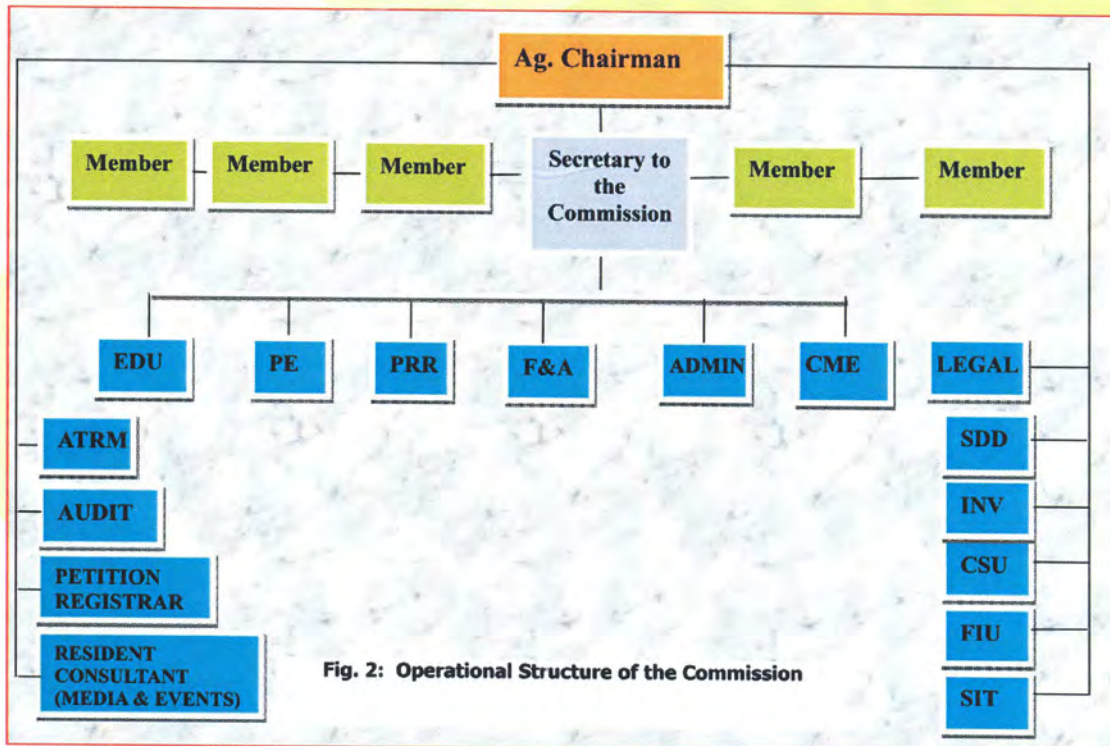 Ag. Chairman
Member
Member
Member
Secretary to
the
Commission
Member
Member
EDU
PE
PRR
F&A
ADMIN
CME
LEGAL
ATRM
AUDIT
PETITION
REGISTRAR
RESIDENT
CONSULTANT
(MEDIA & EVENTS)
SDD
INV
CSU
FIU
SIT
Fig. 2: Operational Structure of the Commission